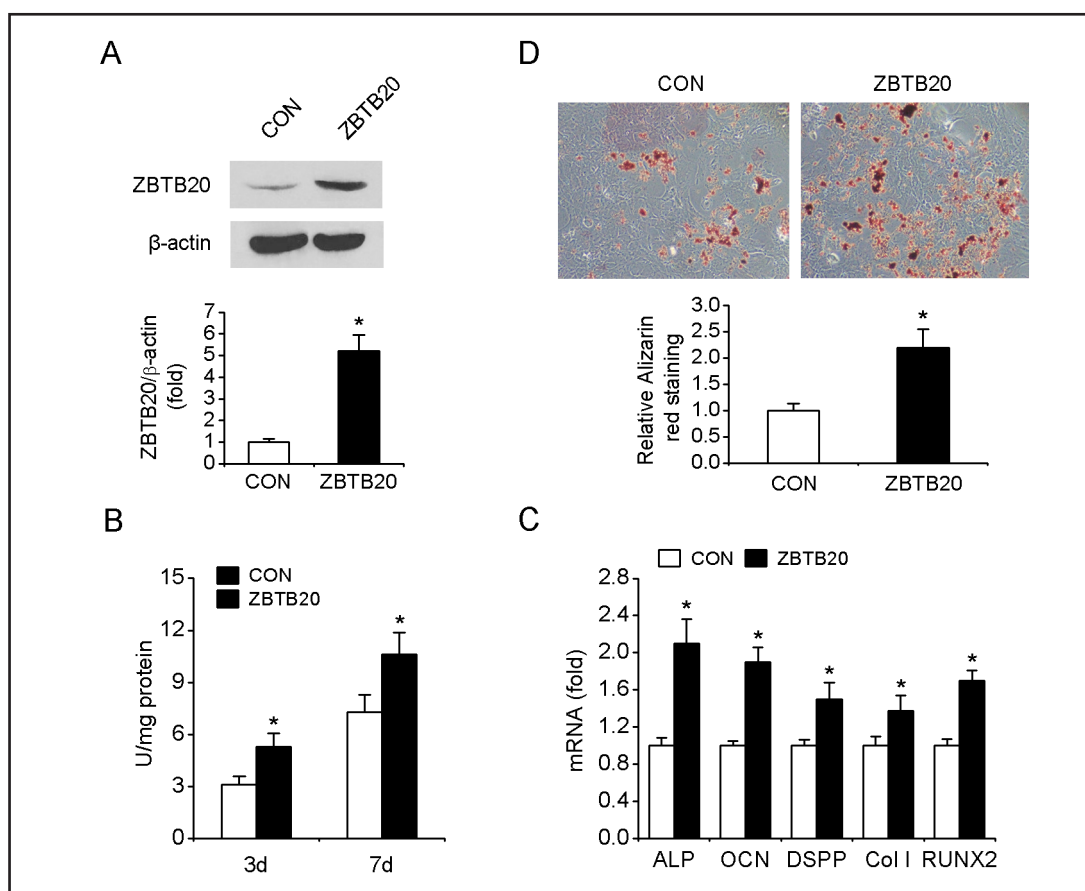 A
CON
ZBTB20
ZBTB20
β-actin
ZBTB20/β-actin
(fold)
7
6
5
4
3
2
1
0
*
CON
ZBTB20
D
CON
ZBTB20
Relative Alizarin
red staining
3.0
2.5
2.0
1.5
1.0
0.5
0.0
*
CON
ZBTB20
B
CON
ZBTB20
U/mg protein
15
12
9
6
3
0
*
*
3d
7d
C
CON
ZBTB20
mRNA (fold)
2.8
2.4
2.0
1.6
1.2
0.8
0.4
0.0
*
*
*
*
*
ALP
OCN
DSPP
Col I
RUNX2